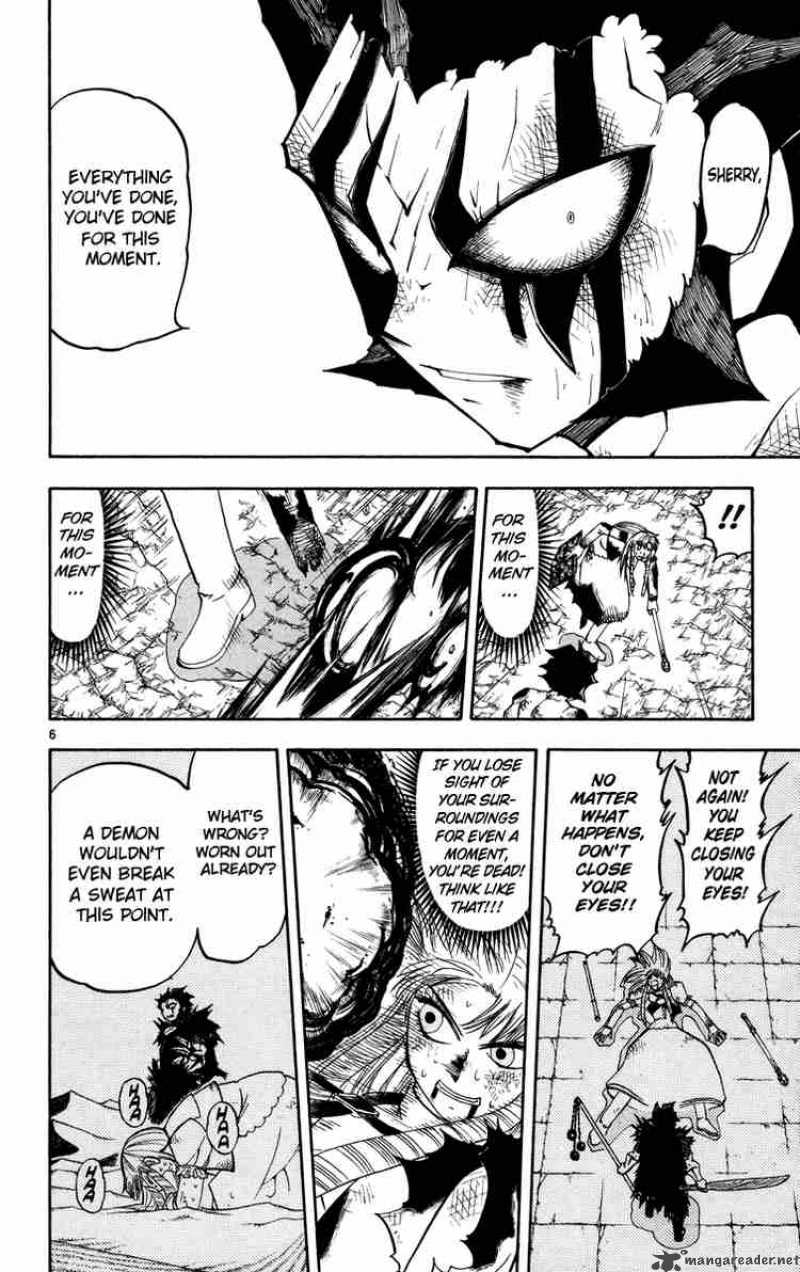 SHERRY,
EVERYTHING
YOU'VE DONE,
YOU'VE DONE
FOR THIS
MOMENT.
!!
FOR
THIS
MO-
MENT
...
FOR
THIS
MO-
MENT
...
6
NOT
AGAIN!
YOU
KEEP
CLOSING
YOUR
EYES!
NO
MATTER
WHAT
HAPPENS,
DON'T
CLOSE
YOUR
EYES!!
IF YOU LOSE
SIGHT OF
YOUR SUR-
ROUNDINGS
FOR EVEN A
MOMENT,
YOU'RE DEAD!
THINK LIKE
THAT!!!
WHAT'S
WRONG?
WORN OUT
ALREADY?
A DEMON
WOULDN'T
EVEN BREAK
A SWEAT AT
THIS POINT.
HAA
HAA
HAA
mangareader.net